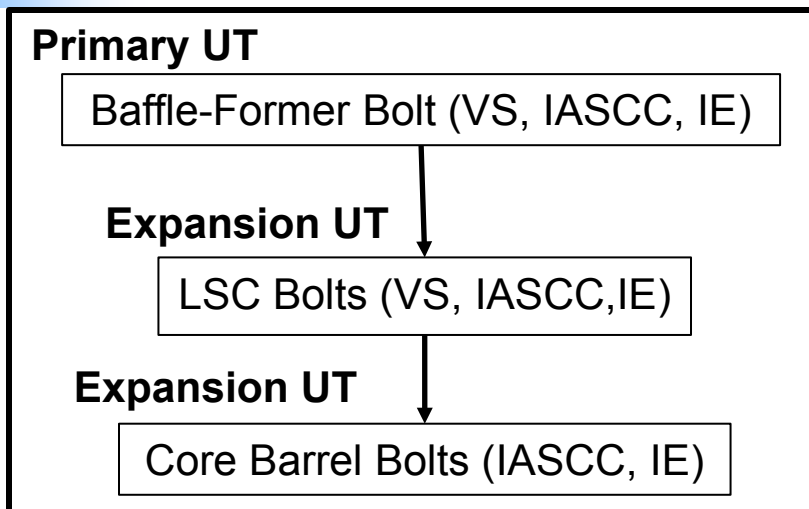 Primary UT
Baffle-Former Bolt (VS, IASCC, IE)
Expansion UT
LSC Bolts (VS, IASCC,IE)
Expansion UT
Core Barrel Bolts (IASCC, IE)